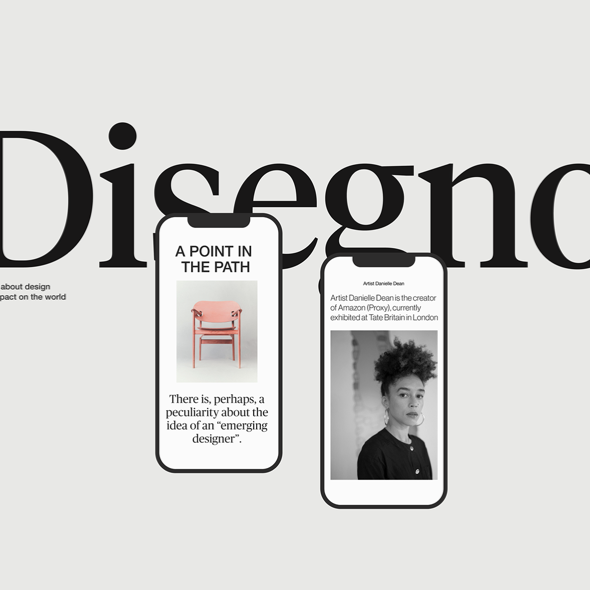 Disegno
about design
pact on the world
A POINT IN
THE PATH
There is, perhaps, a
peculiarity about the
idea of an “emerging
designer”.
Artist Danielle Dean
Artist Danielle Dean is the creator
of Amazon (Proxy), currently
exhibited at Tate Britain in London